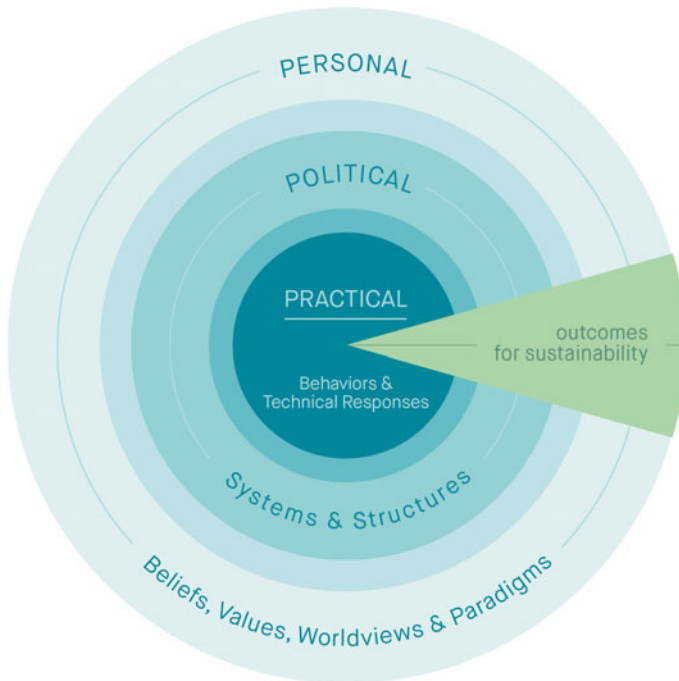 PERSONAL
POLITICAL
PRACTICAL
outcomes
for sustainability
Behaviors &
Technical Responses
Systems & Structures
Beliefs, Values, Worldviews & Paradigms